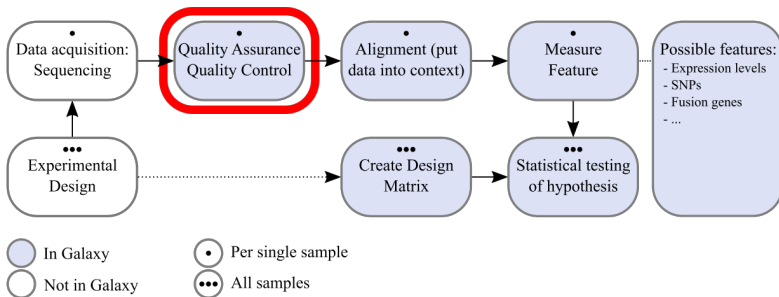 Data acquisition:
Sequencing
Quality Assurance
Quality Control
Alignment (put
data into context)
Measure
Feature
Possible features:
- Expression levels
- SNPs
- Fusion genes
- ...
Experimental
Design
Create Design
Matrix
Statistical testing
of hypothesis
In Galaxy
Per single sample
Not in Galaxy
All samples